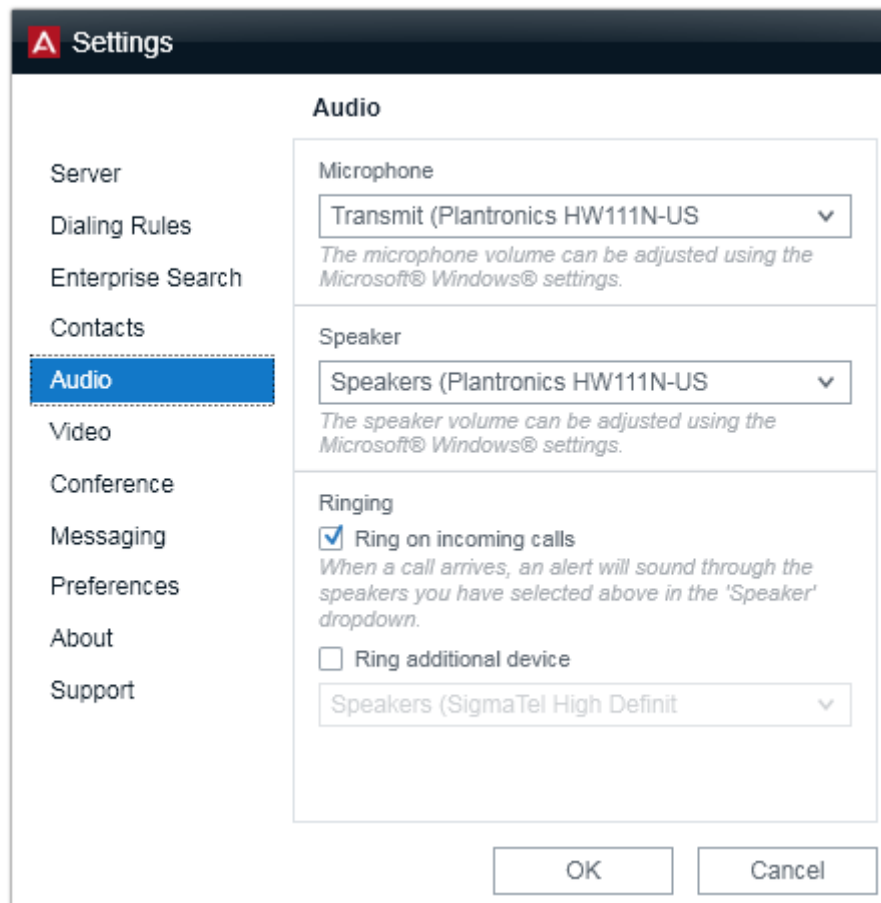 Settings
Audio
Server
Dialing Rules
Enterprise Search
Contacts
Audio
Video
Conference
Messaging
Preferences
About
Support
Microphone
Transmit (Plantronics HW111N-US
The microphone volume can be adjusted using the
Microsoft® Windows® settings.
Speaker
Speakers (Plantronics HW111N-US
The speaker volume can be adjusted using the
Microsoft® Windows® settings.
Ringing
Ring on incoming calls
When a call arrives, an alert will sound through the
speakers you have selected above in the 'Speaker'
dropdown.
Ring additional device
Speakers (SigmaTel High Definit
OK
Cancel